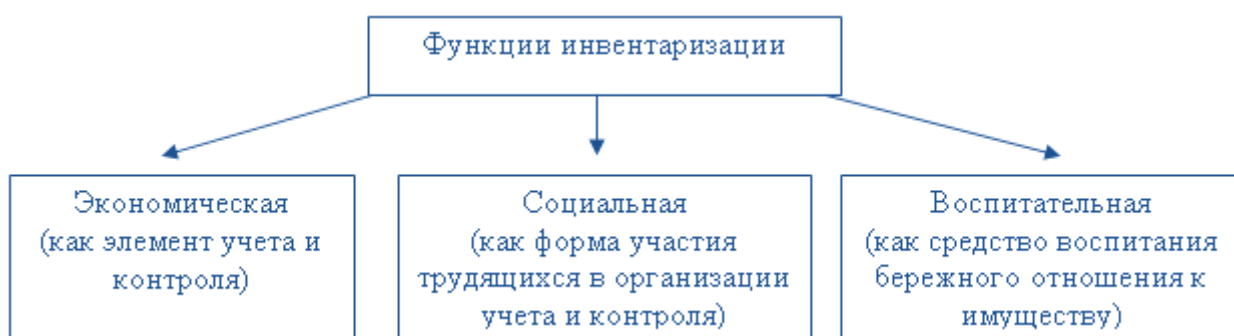 Функции инвентаризации
Экономическая
(как элемент учета и
контроля)
Социальная
(как форма участия
трудящихся в организации
учета и контроля)
Воспитательная
(как средство воспитания
бережного отношения к
имуществу)